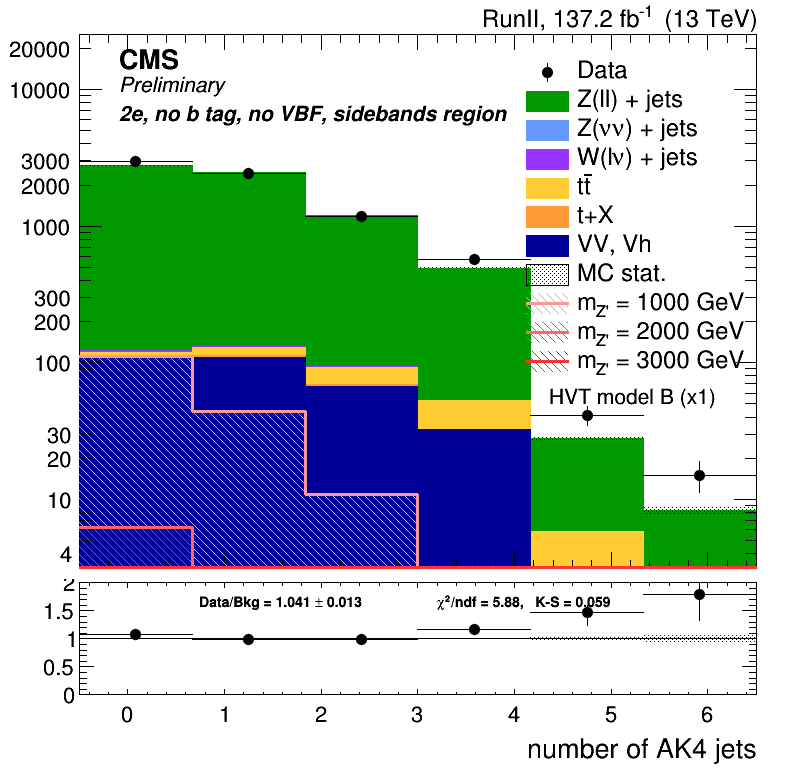 RunII, 137.2 fb⁻¹ (13 TeV)
CMS
Preliminary
2e, no b tag, no VBF, sidebands region
Data
Z(ll) + jets
Z(νν) + jets
W(lν) + jets
tt̄
t+X
VV, Vh
MC stat.
m_Z' = 1000 GeV
m_Z' = 2000 GeV
m_Z' = 3000 GeV
HVT model B (x1)
20000
10000
3000
2000
1000
300
200
100
30
20
10
4
Data/Bkg = 1.041 ± 0.013
χ²/ndf = 5.88, K-S = 0.059
2
1.5
1
0.5
0
0 1 2 3 4 5 6
number of AK4 jets